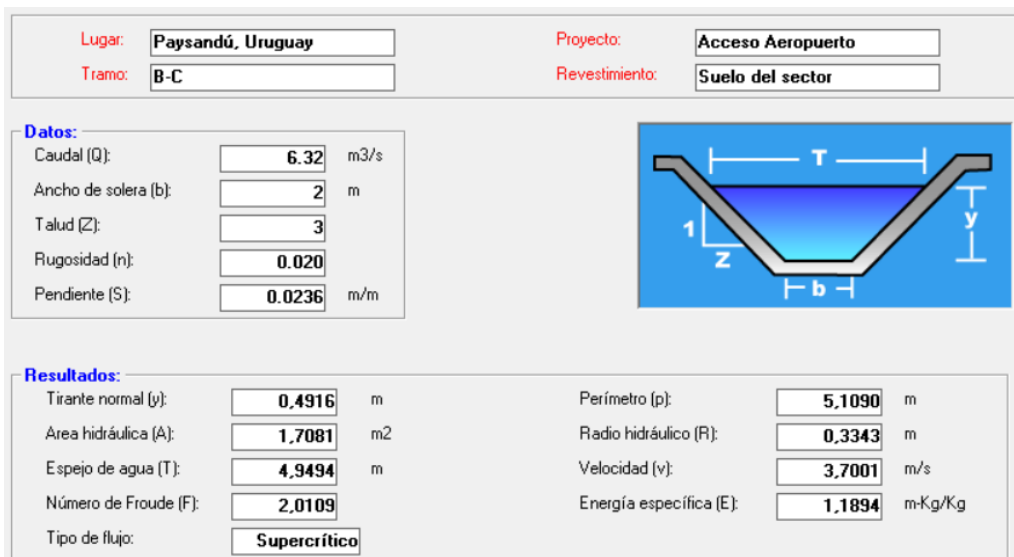 Lugar: Paysandú, Uruguay Proyecto: Acceso Aeropuerto
Tramo: B-C Revestimiento: Suelo del sector
Datos:
Caudal (Q): 6.32 m3/s
Ancho de solera (b): 2 m
Talud (Z): 3
Rugosidad (n): 0.020
Pendiente (S): 0.0236 m/m
T
y
1
Z
b
Resultados:
Tirante normal (y): 0,4916 m Perímetro (p): 5,1090 m
Area hidráulica (A): 1,7081 m2 Radio hidráulico (R): 0,3343 m
Espejo de agua (T): 4,9494 m Velocidad (v): 3,7001 m/s
Número de Froude (F): 2,0109 Energía específica (E): 1,1894 m-Kg/Kg
Tipo de flujo: Supercrítico